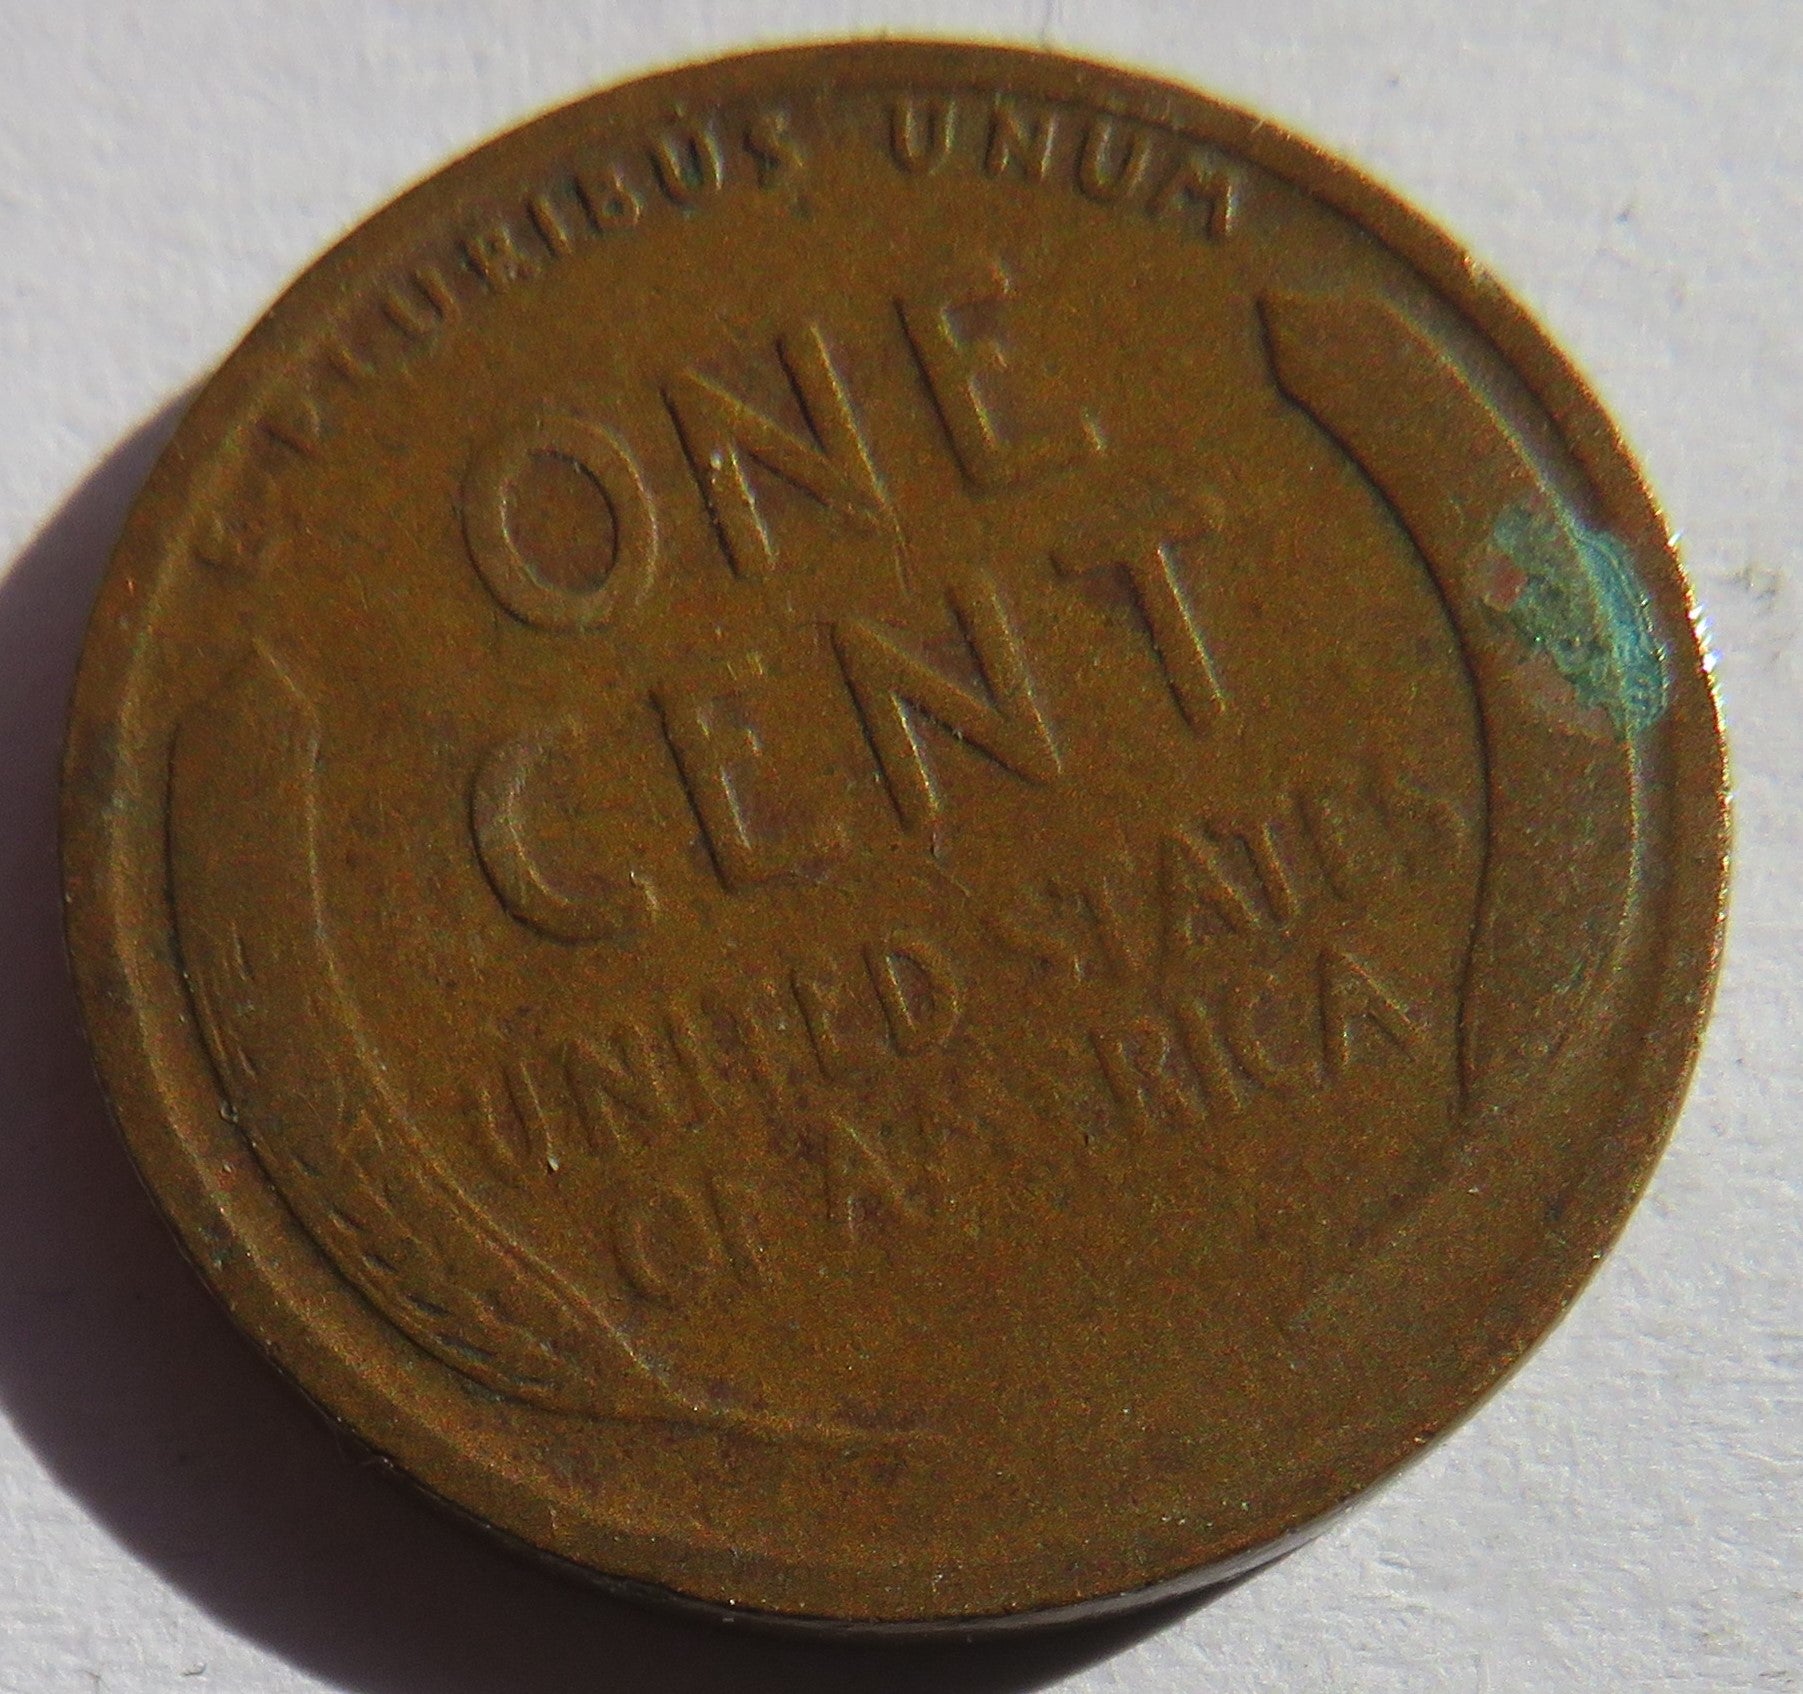 E PLURIBUS UNUM
ONE
CENT
UNITED STATES
OF AMERICA